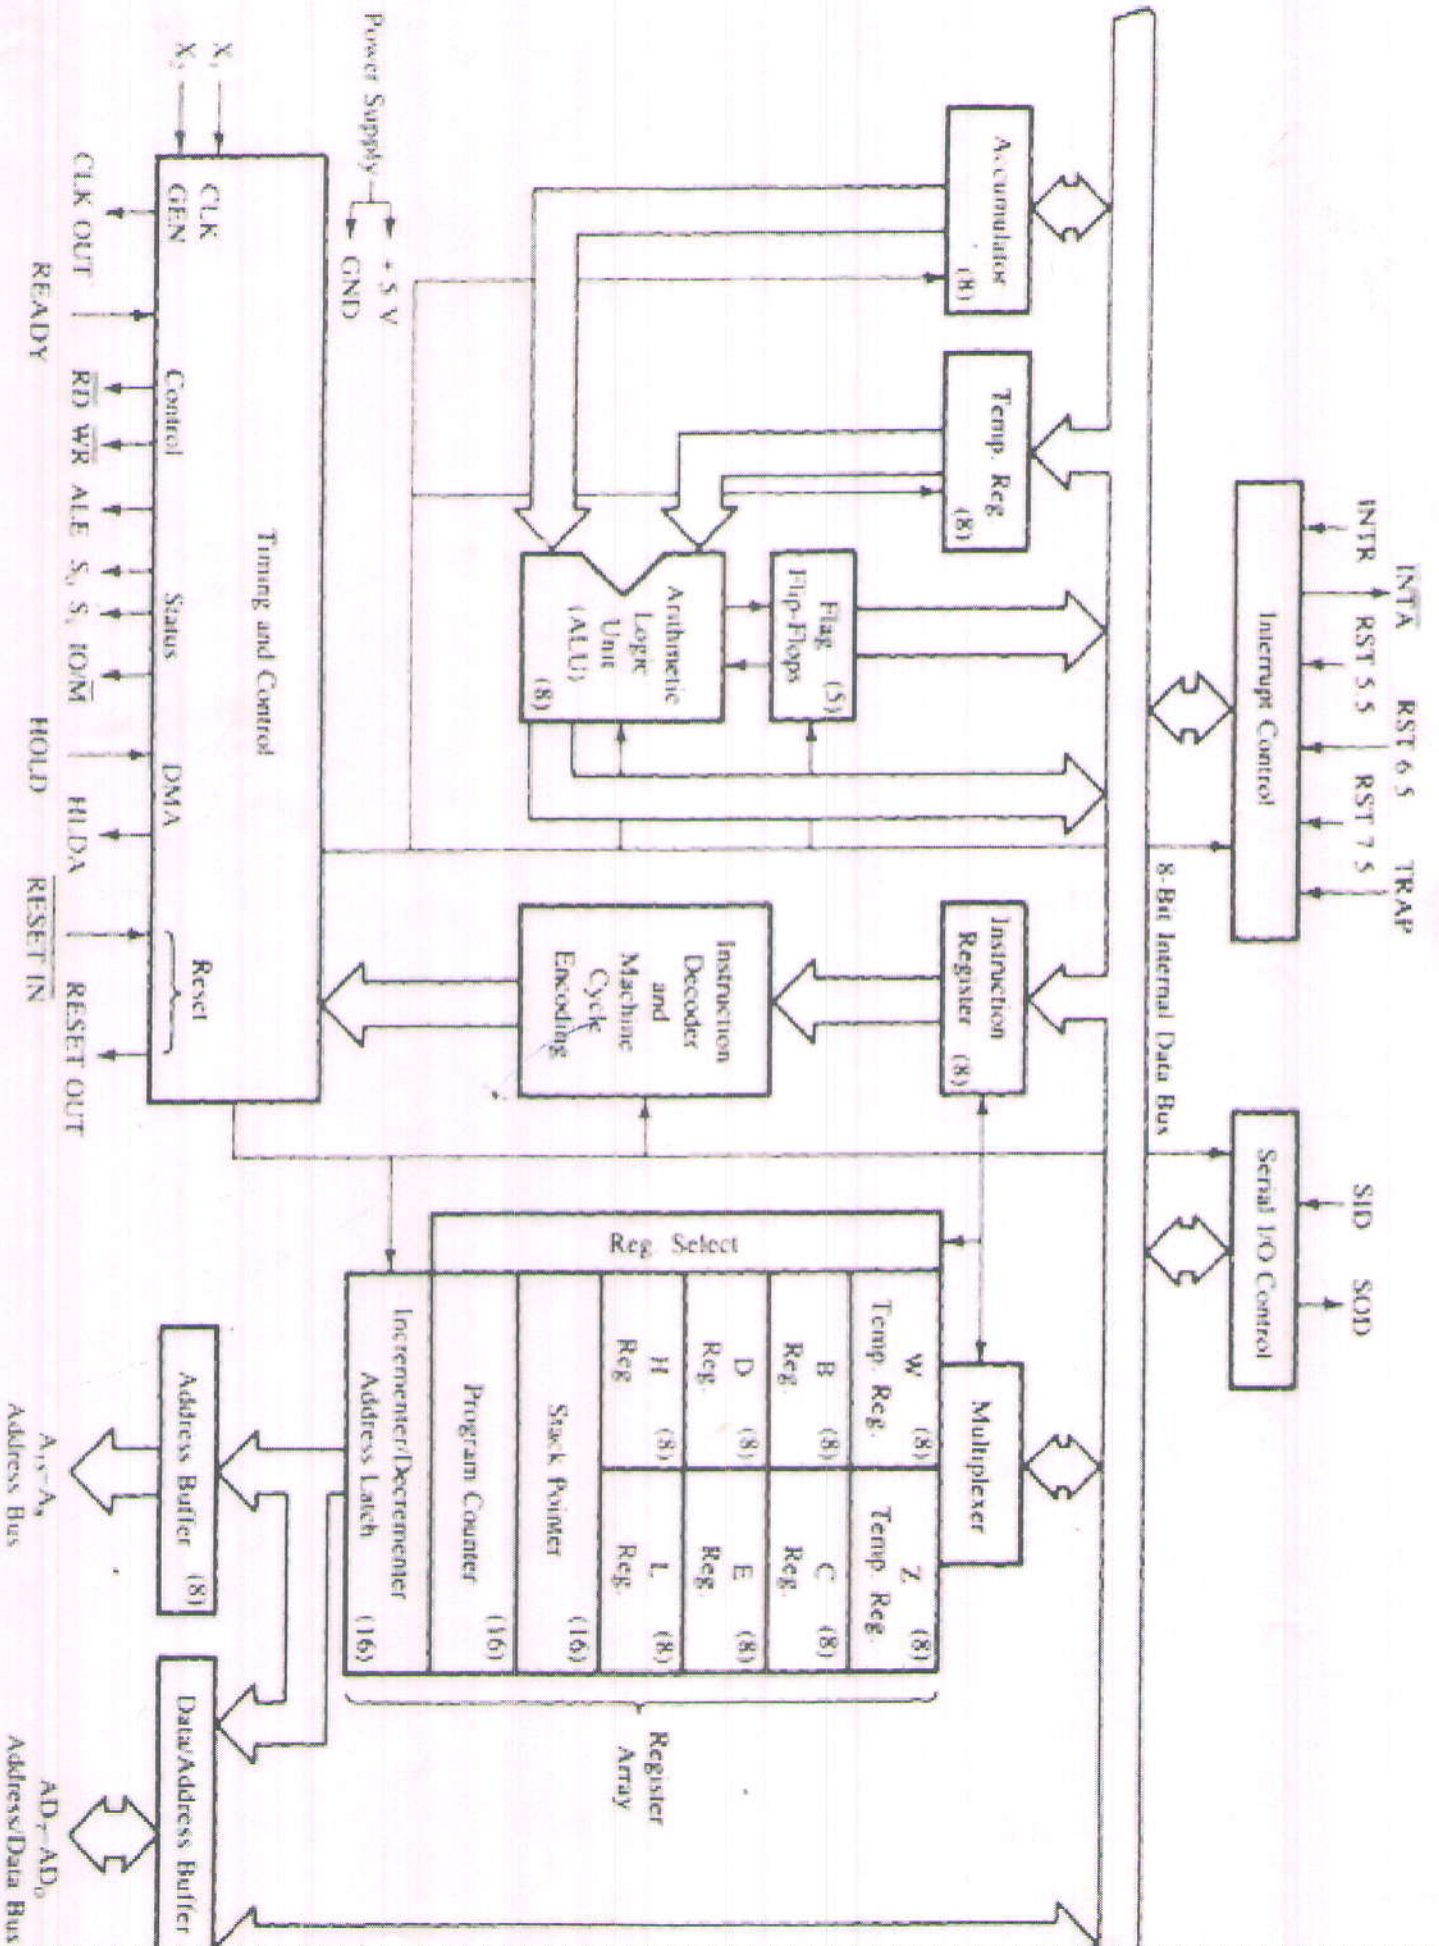 INTR
INTA
RST 5.5
RST 6 5
RST 7 5
TRAP
SID
SOD
Interrupt Control
Serial I/O Control
8-Bit Internal Data Bus
Accumulator
(8)
Temp. Reg
(8)
Flag
(5)
Flip-Flops
Arithmetic
Logic
Unit
(ALU)
(8)
Instruction
Register
(8)
Instruction
Decoder
and
Machine
Cycle
Encoding
Multiplexer
Reg. Select
W (8)
Temp. Reg.
Z (8)
Temp. Reg.
B
Reg. (8)
C
Reg. (8)
D
Reg. (8)
E
Reg. (8)
H
Reg (8)
L
Reg. (8)
Stack Pointer
(16)
Program Counter
(16)
Incrementer/Decrementer
Address Latch
(16)
Register
Array
Power Supply
+5 V
GND
X₁
X₂
CLK
GEN
Timing and Control
Control
Status
DMA
Reset
CLK OUT
READY
RD WR ALE S₀ S₁ IO/M
HOLD
HLDA
RESET IN
RESET OUT
Address Buffer
(8)
Data/Address Buffer
A₁₅–A₈
Address Bus
AD₇–AD₀
Address/Data Bus